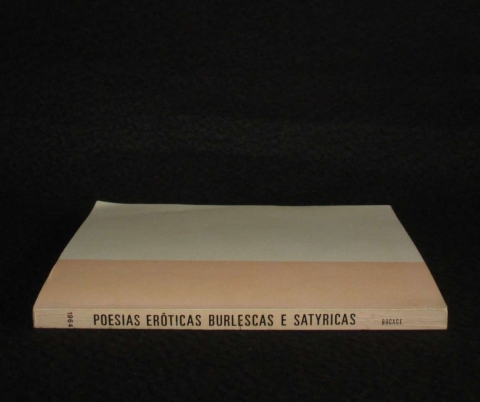 1964 POESIAS ERÓTICAS BURLESCAS E SATYRICAS BOCAGE